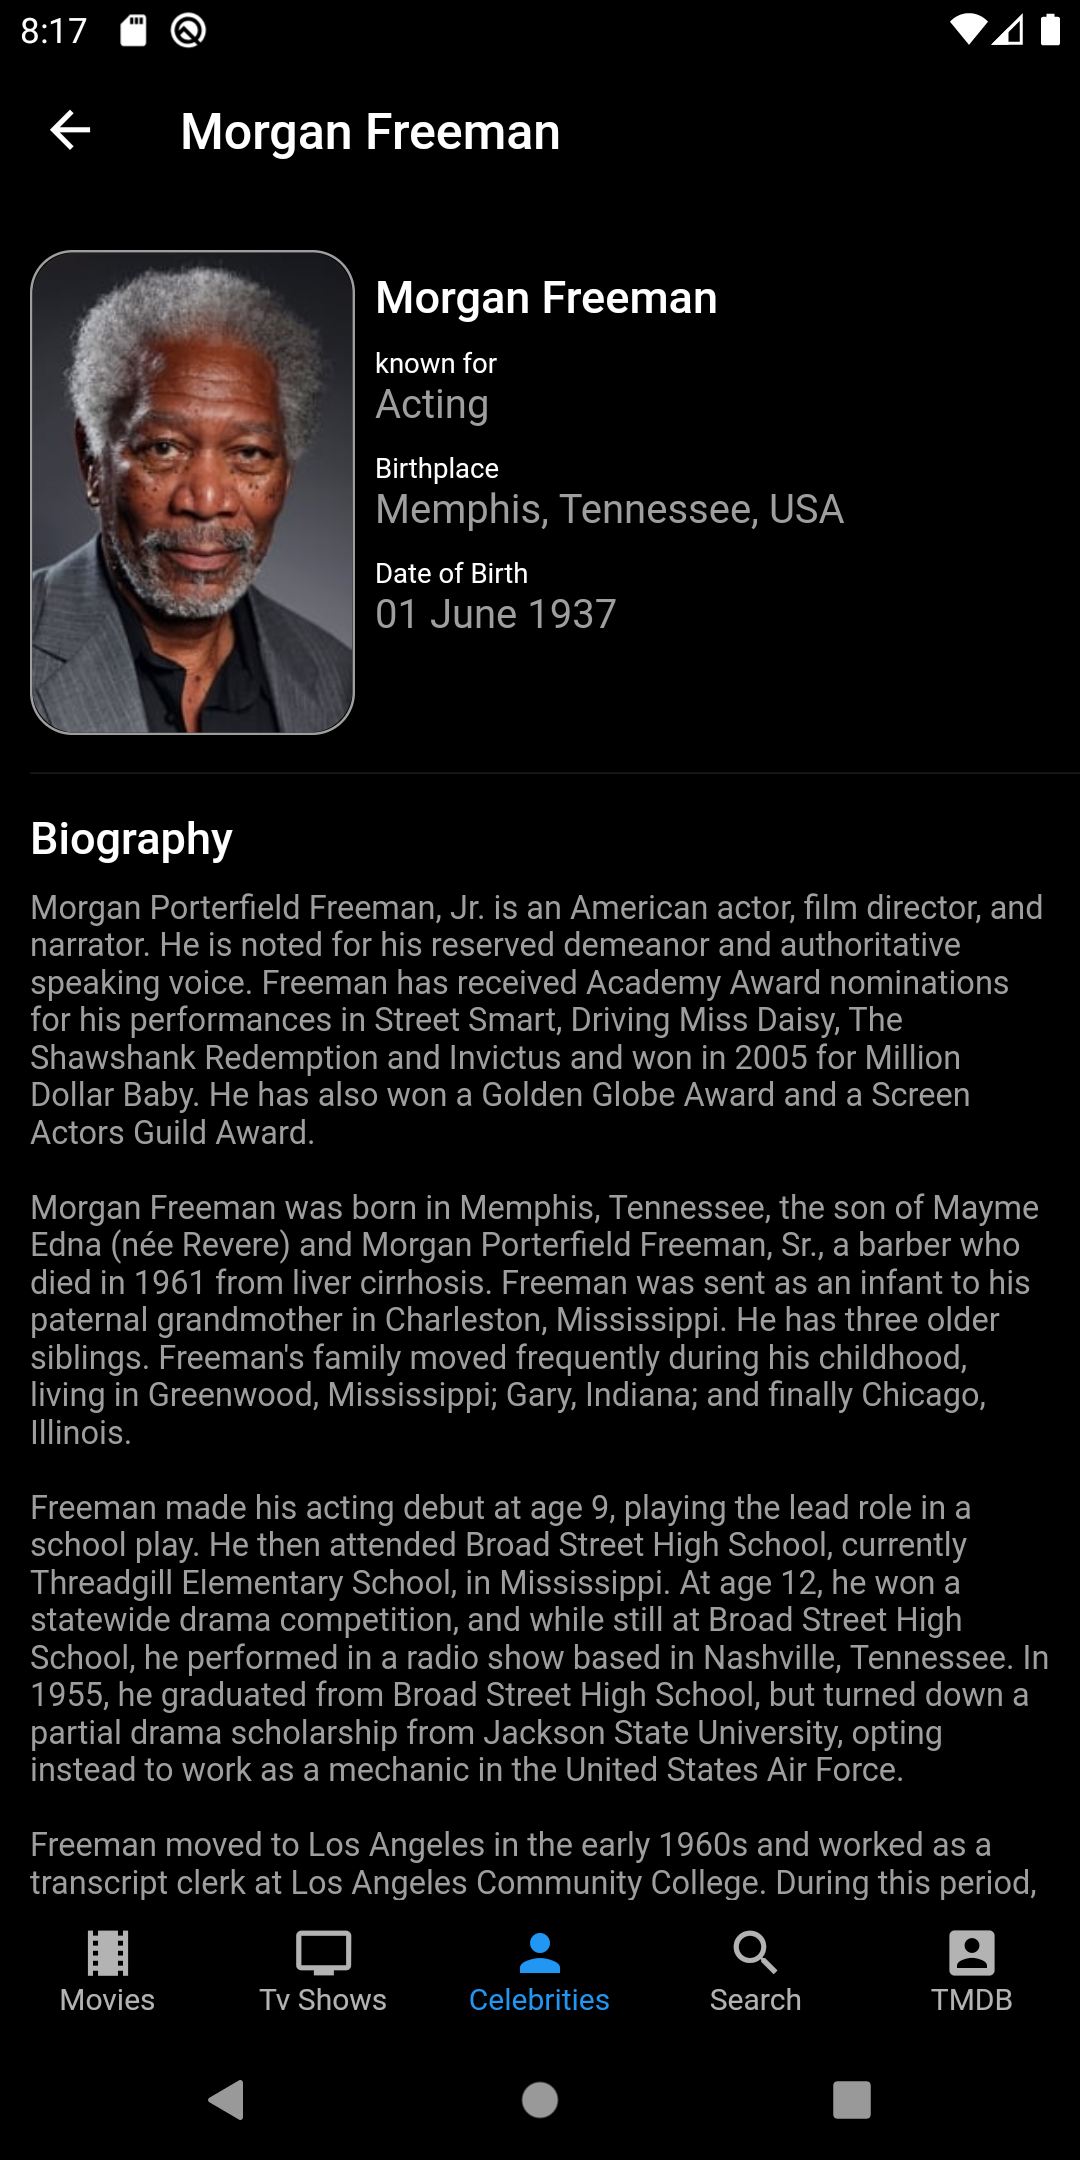 8:17
Morgan Freeman
Morgan Freeman
known for
Acting
Birthplace
Memphis, Tennessee, USA
Date of Birth
01 June 1937
Biography
Morgan Porterfield Freeman, Jr. is an American actor, film director, and
narrator. He is noted for his reserved demeanor and authoritative
speaking voice. Freeman has received Academy Award nominations
for his performances in Street Smart, Driving Miss Daisy, The
Shawshank Redemption and Invictus and won in 2005 for Million
Dollar Baby. He has also won a Golden Globe Award and a Screen
Actors Guild Award.
Morgan Freeman was born in Memphis, Tennessee, the son of Mayme
Edna (née Revere) and Morgan Porterfield Freeman, Sr., a barber who
died in 1961 from liver cirrhosis. Freeman was sent as an infant to his
paternal grandmother in Charleston, Mississippi. He has three older
siblings. Freeman's family moved frequently during his childhood,
living in Greenwood, Mississippi; Gary, Indiana; and finally Chicago,
Illinois.
Freeman made his acting debut at age 9, playing the lead role in a
school play. He then attended Broad Street High School, currently
Threadgill Elementary School, in Mississippi. At age 12, he won a
statewide drama competition, and while still at Broad Street High
School, he performed in a radio show based in Nashville, Tennessee. In
1955, he graduated from Broad Street High School, but turned down a
partial drama scholarship from Jackson State University, opting
instead to work as a mechanic in the United States Air Force.
Freeman moved to Los Angeles in the early 1960s and worked as a
transcript clerk at Los Angeles Community College. During this period,
Movies
Tv Shows
Celebrities
Search
TMDB